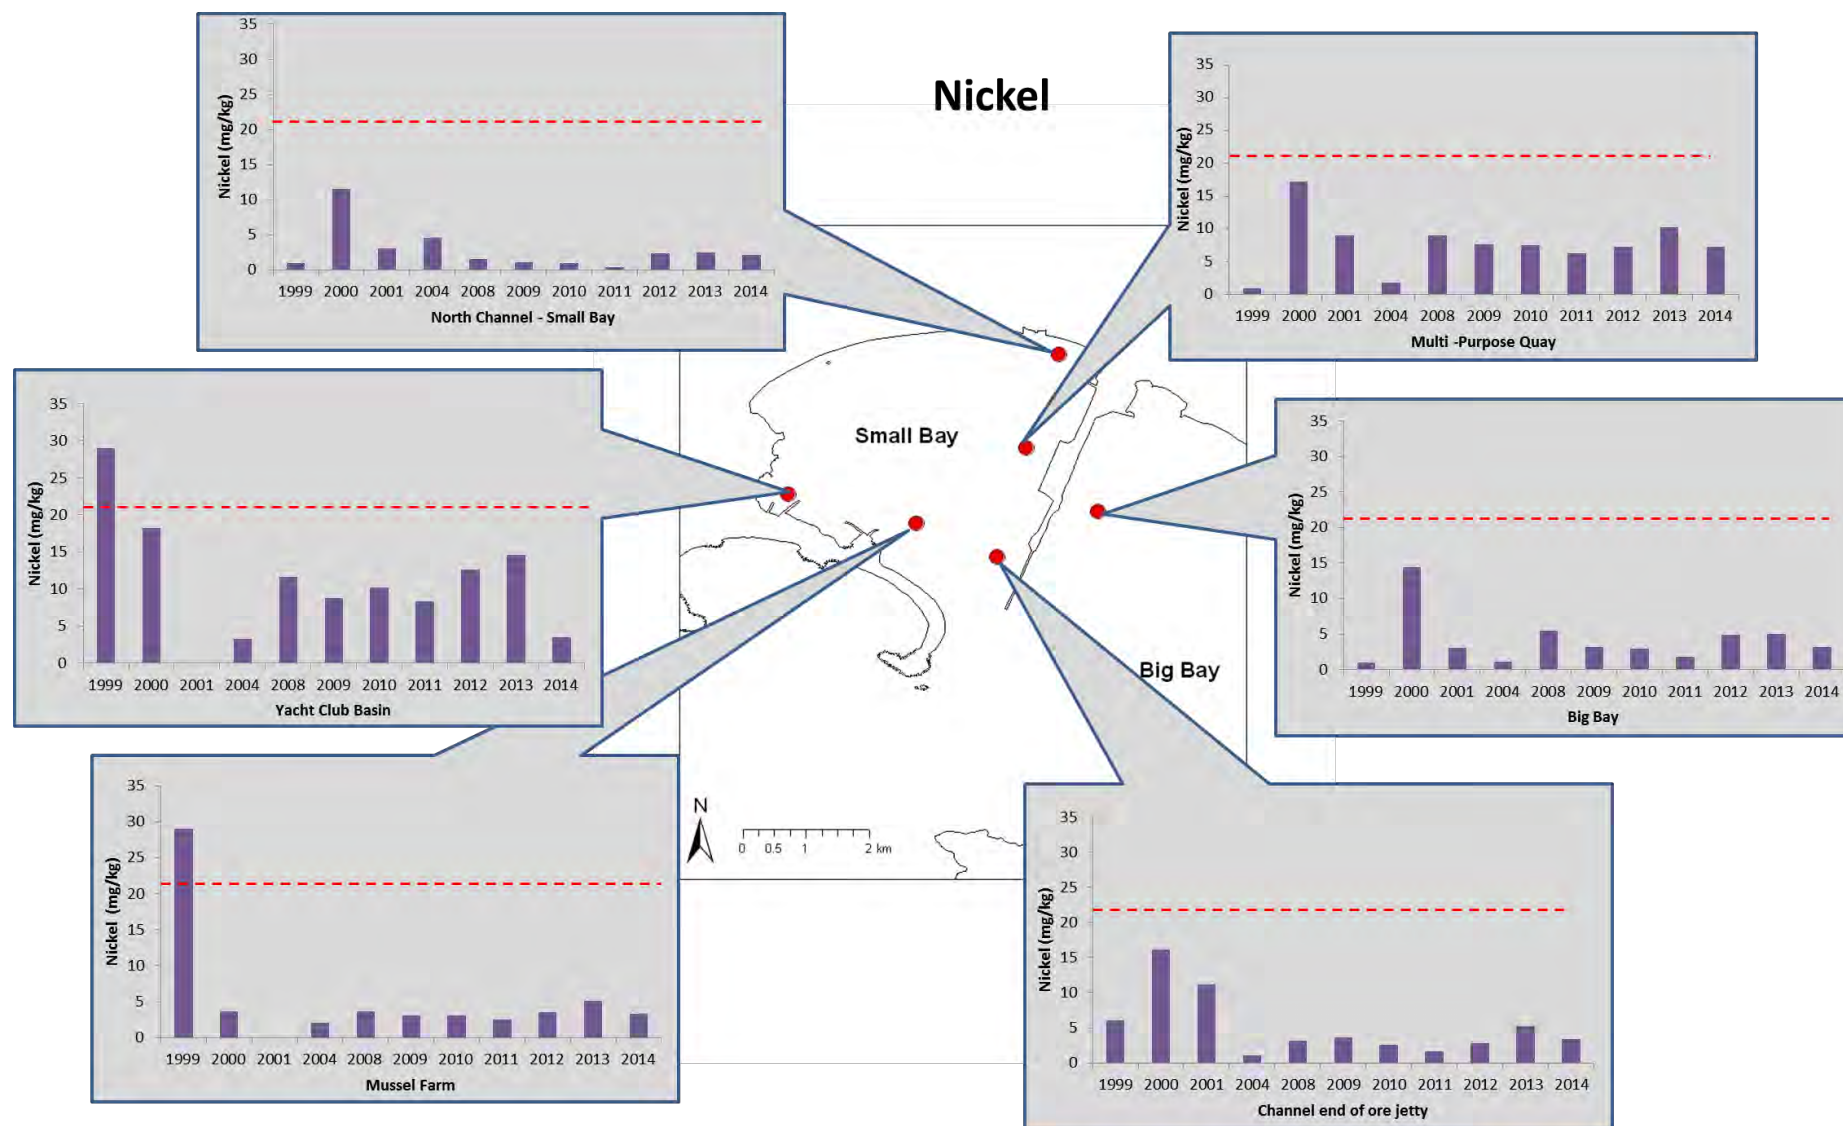 Nickel
35
30
25
20
15
10
5
0
Nickel (mg/kg)
1999 2000 2001 2004 2008 2009 2010 2011 2012 2013 2014
North Channel - Small Bay
35
30
25
20
15
10
5
0
Nickel (mg/kg)
1999 2000 2001 2004 2008 2009 2010 2011 2012 2013 2014
Multi -Purpose Quay
35
30
25
20
15
10
5
0
Nickel (mg/kg)
1999 2000 2001 2004 2008 2009 2010 2011 2012 2013 2014
Yacht Club Basin
Small Bay
Big Bay
35
30
25
20
15
10
5
0
Nickel (mg/kg)
1999 2000 2001 2004 2008 2009 2010 2011 2012 2013 2014
Big Bay
35
30
25
20
15
10
5
0
Nickel (mg/kg)
1999 2000 2001 2004 2008 2009 2010 2011 2012 2013 2014
Mussel Farm
N
0 0.5 1 2 km
35
30
25
20
15
10
5
0
Nickel (mg/kg)
1999 2000 2001 2004 2008 2009 2010 2011 2012 2013 2014
Channel end of ore jetty